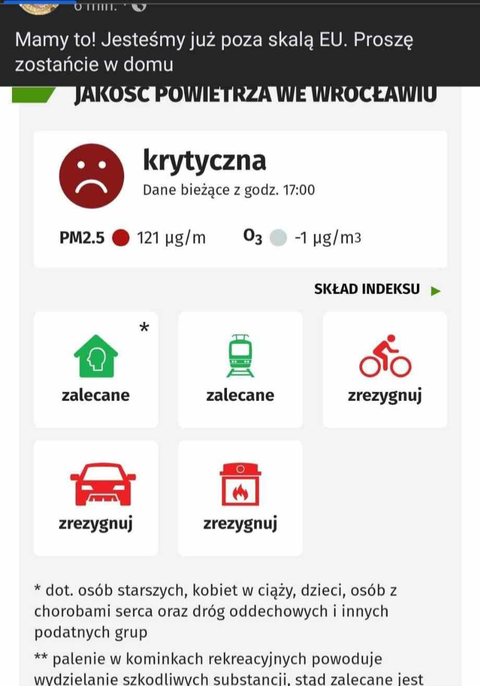 6 min.
Mamy to! Jesteśmy już poza skalą EU. Proszę
zostańcie w domu
JAKOŚĆ POWIETRZA WE WROCŁAWIU
krytyczna
Dane bieżące z godz. 17:00
PM2.5 121 µg/m O3 -1 µg/m3
SKŁAD INDEKSU
*
zalecane zalecane zrezygnuj
zrezygnuj zrezygnuj
* dot. osób starszych, kobiet w ciąży, dzieci, osób z
chorobami serca oraz dróg oddechowych i innych
podatnych grup
** palenie w kominkach rekreacyjnych powoduje
wydzielanie szkodliwych substancji, stąd zalecane jest